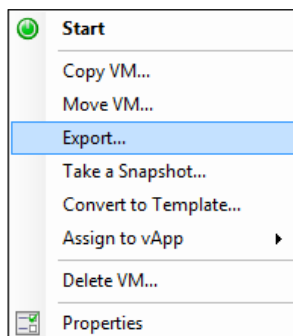 Start
Copy VM...
Move VM...
Export...
Take a Snapshot...
Convert to Template...
Assign to vApp
Delete VM...
Properties